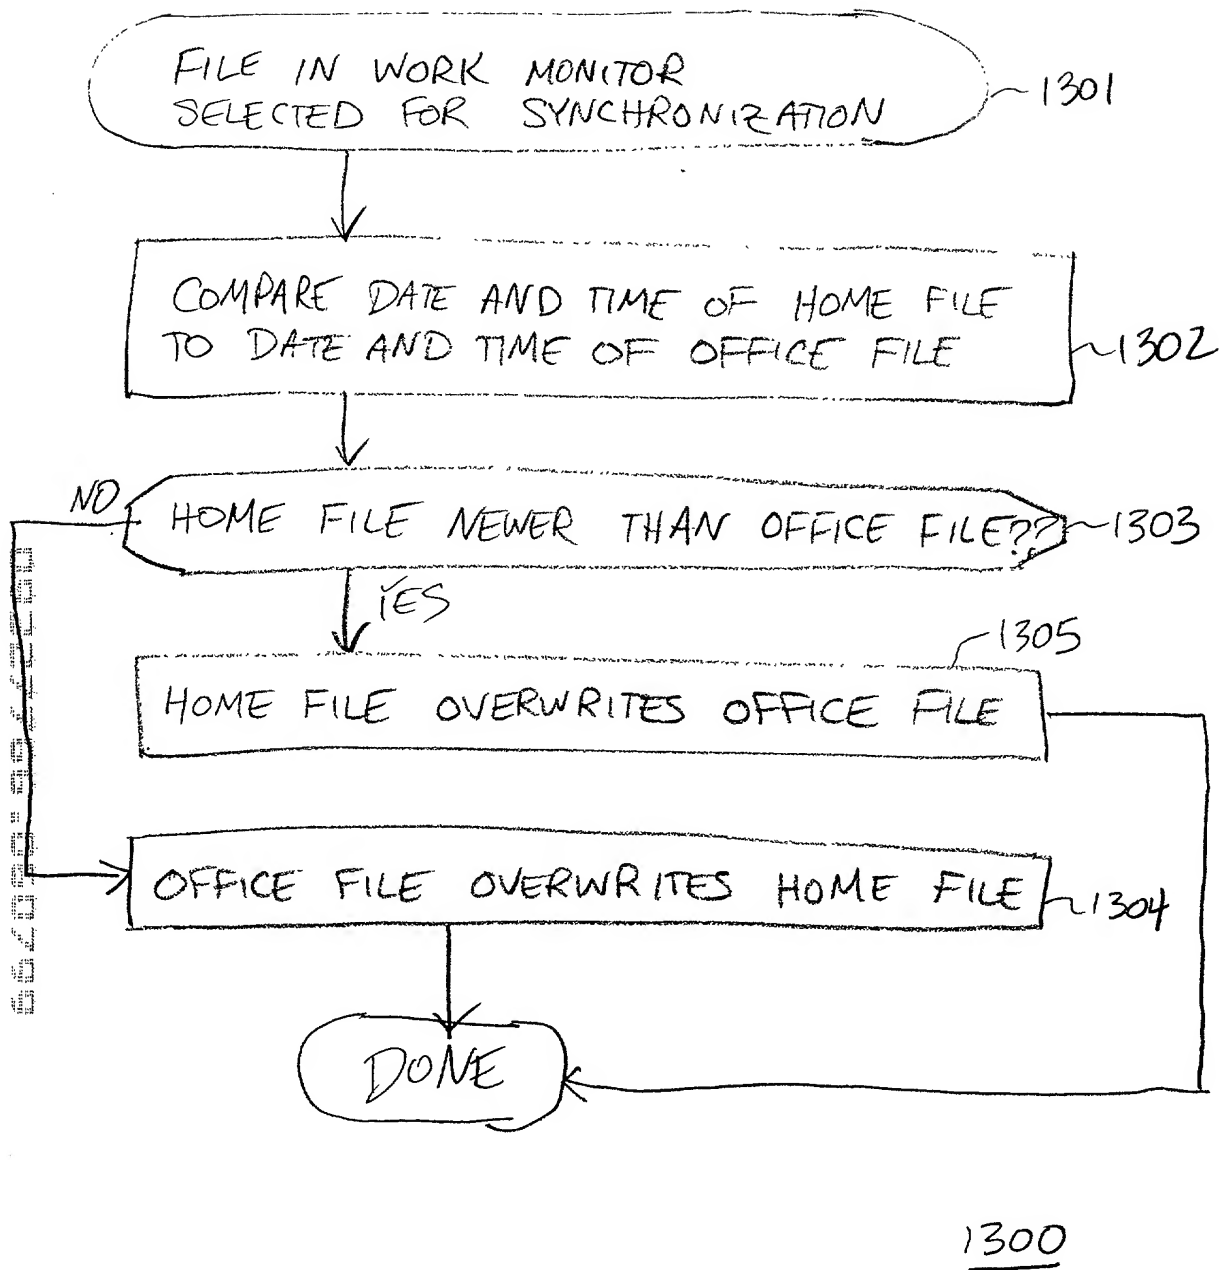 FILE IN WORK MONITOR
SELECTED FOR SYNCHRONIZATION
1301
COMPARE DATE AND TIME OF HOME FILE
TO DATE AND TIME OF OFFICE FILE
1302
NO
HOME FILE NEWER THAN OFFICE FILE??
1303
YES
1305
HOME FILE OVERWRITES OFFICE FILE
OFFICE FILE OVERWRITES HOME FILE
1304
DONE
1300